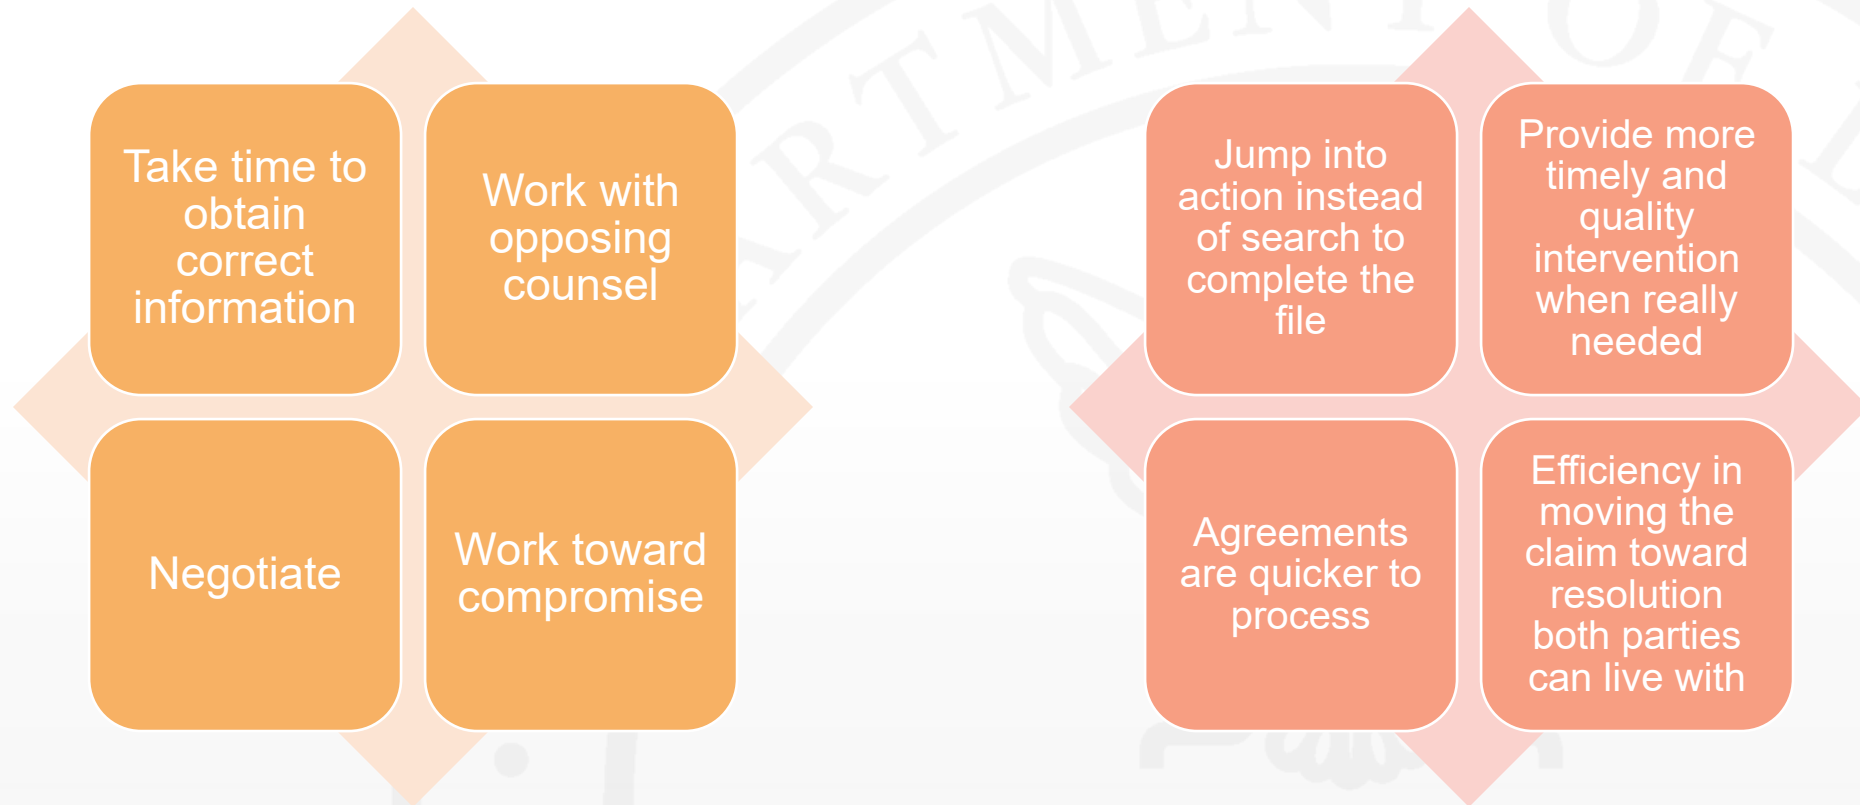 Take time to
obtain
correct
information
Work with
opposing
counsel
Negotiate
Work toward
compromise
Jump into
action instead
of search to
complete the
file
Provide more
timely and
quality
intervention
when really
needed
Agreements
are quicker to
process
Efficiency in
moving the
claim toward
resolution
both parties
can live with
ARTMENT OF